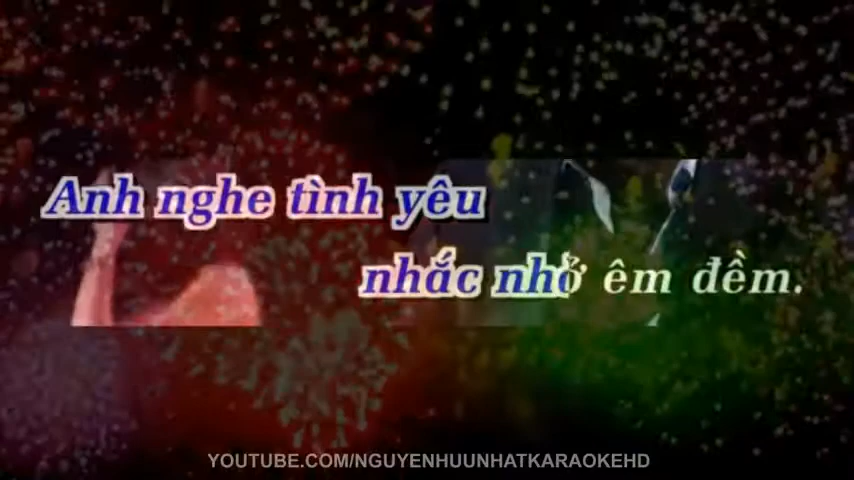 Anh nghe tình yêu
nhắc nhở êm đềm.
YOUTUBE.COM/NGUYENHUUNHATKARAOKEHD